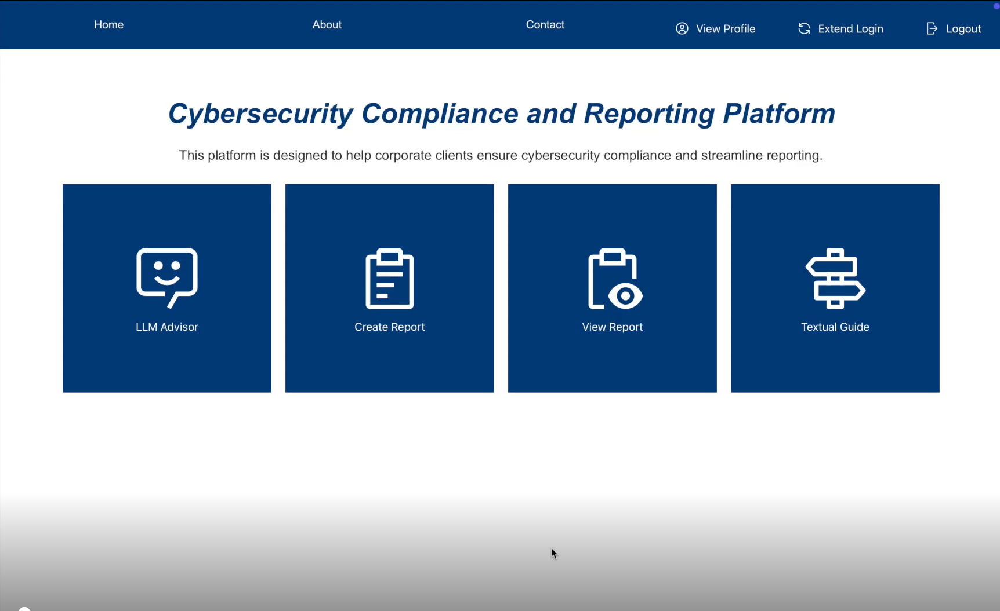 Home About Contact View Profile Extend Login Logout
Cybersecurity Compliance and Reporting Platform
This platform is designed to help corporate clients ensure cybersecurity compliance and streamline reporting.
LLM Advisor
Create Report
View Report
Textual Guide